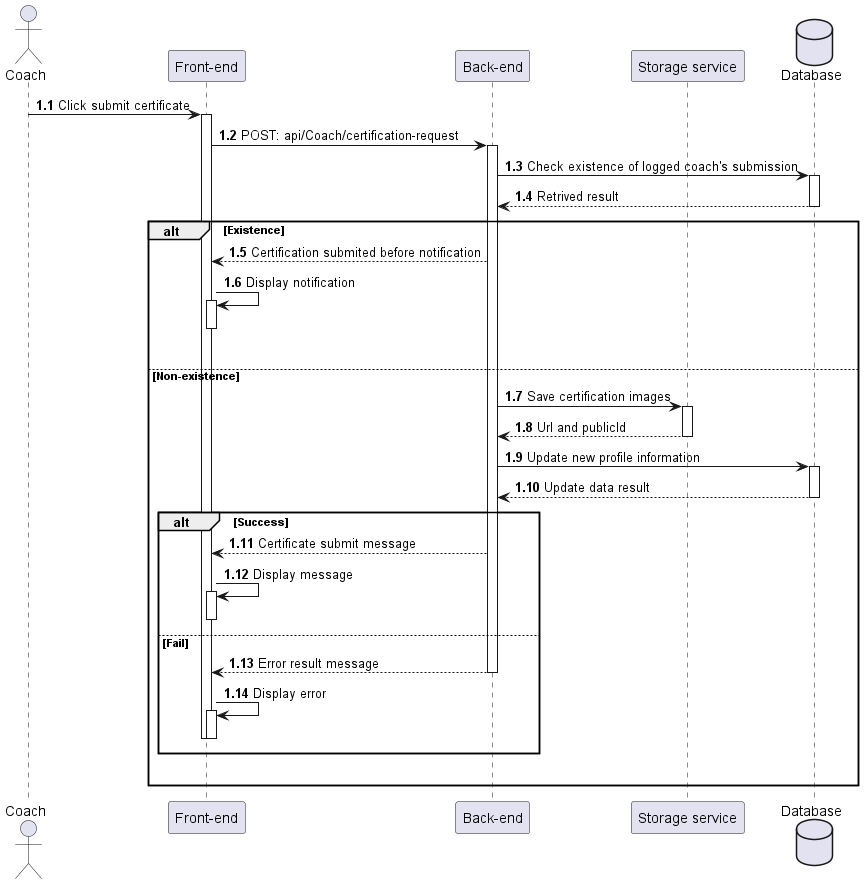 Coach
Front-end
Back-end
Storage service
Database
1.1 Click submit certificate
1.2 POST: api/Coach/certification-request
1.3 Check existence of logged coach's submission
1.4 Retrived result
alt [Existence]
1.5 Certification submited before notification
1.6 Display notification
[Non-existence]
1.7 Save certification images
1.8 Url and publicId
1.9 Update new profile information
1.10 Update data result
alt [Success]
1.11 Certificate submit message
1.12 Display message
[Fail]
1.13 Error result message
1.14 Display error
Coach
Front-end
Back-end
Storage service
Database